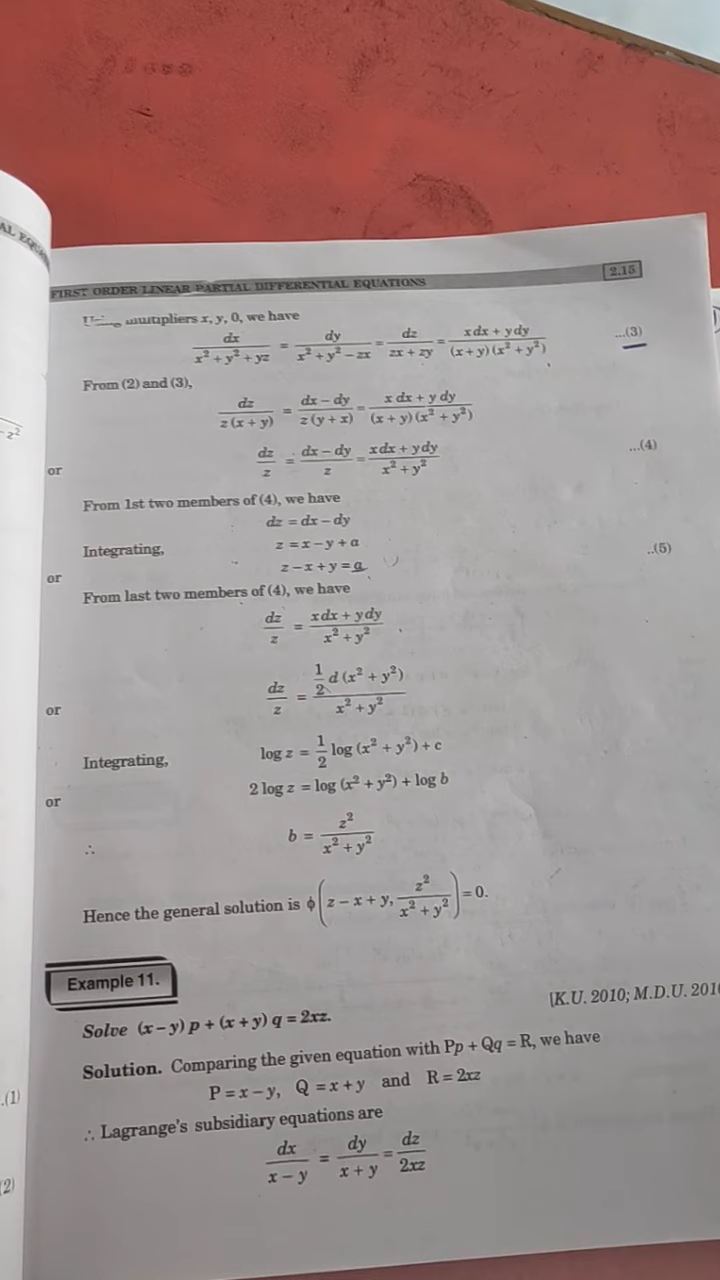 AL EQU
FIRST ORDER LINEAR PARTIAL DIFFERENTIAL EQUATIONS 2.15
multipliers x, y, 0, we have
dx / (x² + y² + yz) = dy / (x² + y² − zx) = dz / (zx + zy) = (x dx + y dy) / ((x + y) (x² + y²)) ...(3)
From (2) and (3),
dz / (z (x + y)) = (dx − dy) / (z (y + x)) = (x dx + y dy) / ((x + y) (x² + y²))
or dz / z = (dx − dy) / z = (x dx + y dy) / (x² + y²) ...(4)
From 1st two members of (4), we have
dz = dx − dy
Integrating, z = x − y + a
or z − x + y = a ..(5)
From last two members of (4), we have
dz / z = (x dx + y dy) / (x² + y²)
or dz / z = (1/2 d (x² + y²)) / (x² + y²)
Integrating, log z = 1/2 log (x² + y²) + c
or 2 log z = log (x² + y²) + log b
∴ b = z² / (x² + y²)
Hence the general solution is ϕ(z − x + y, z² / (x² + y²)) = 0.
Example 11.
[K.U. 2010; M.D.U. 201
Solve (x − y) p + (x + y) q = 2xz.
Solution. Comparing the given equation with Pp + Qq = R, we have
P = x − y, Q = x + y and R = 2xz
∴ Lagrange's subsidiary equations are
dx / (x − y) = dy / (x + y) = dz / 2xz
− z²
.(1)
(2)